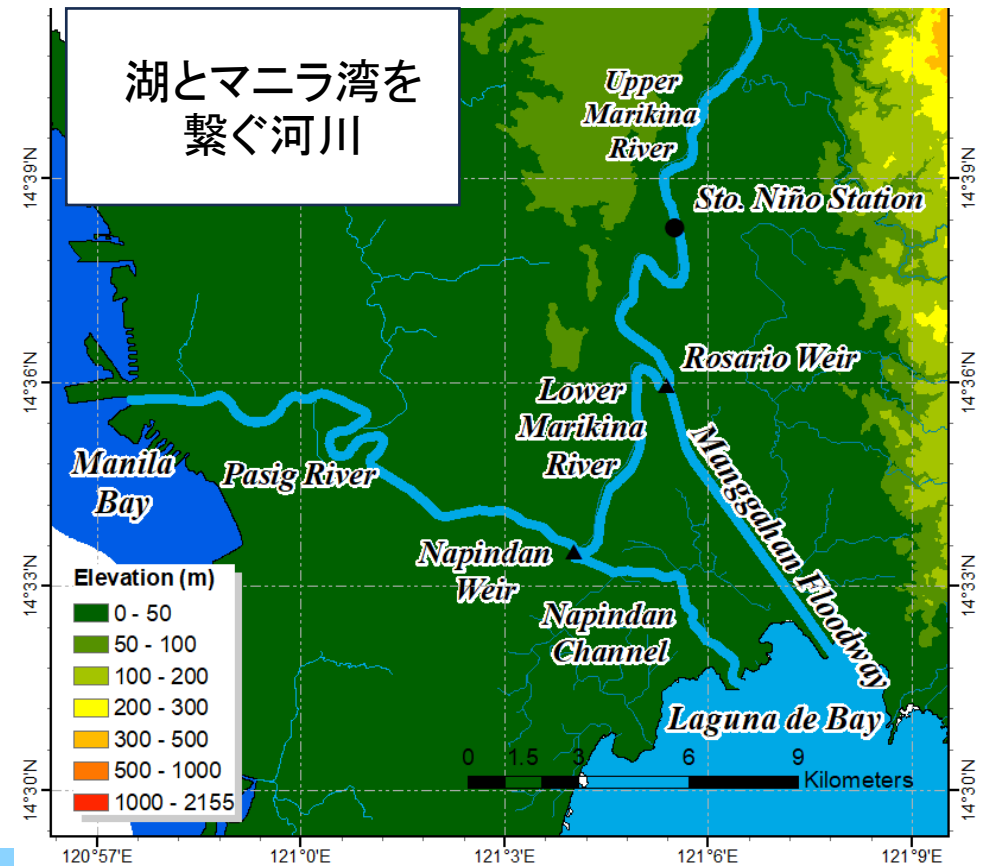 湖とマニラ湾を
繋ぐ河川
Upper
Marikina
River
Sto. Niño Station
Rosario Weir
Lower
Marikina
River
Manggahan Floodway
Manila
Bay
Pasig River
Napindan
Weir
Napindan
Channel
Laguna de Bay
Elevation (m)
0 - 50
50 - 100
100 - 200
200 - 300
300 - 500
500 - 1000
1000 - 2155
0 1.5 3 6 9
Kilometers
14°39'N
14°36'N
14°33'N
14°30'N
14°39'N
14°36'N
14°33'N
14°30'N
120°57'E 121°0'E 121°3'E 121°6'E 121°9'E